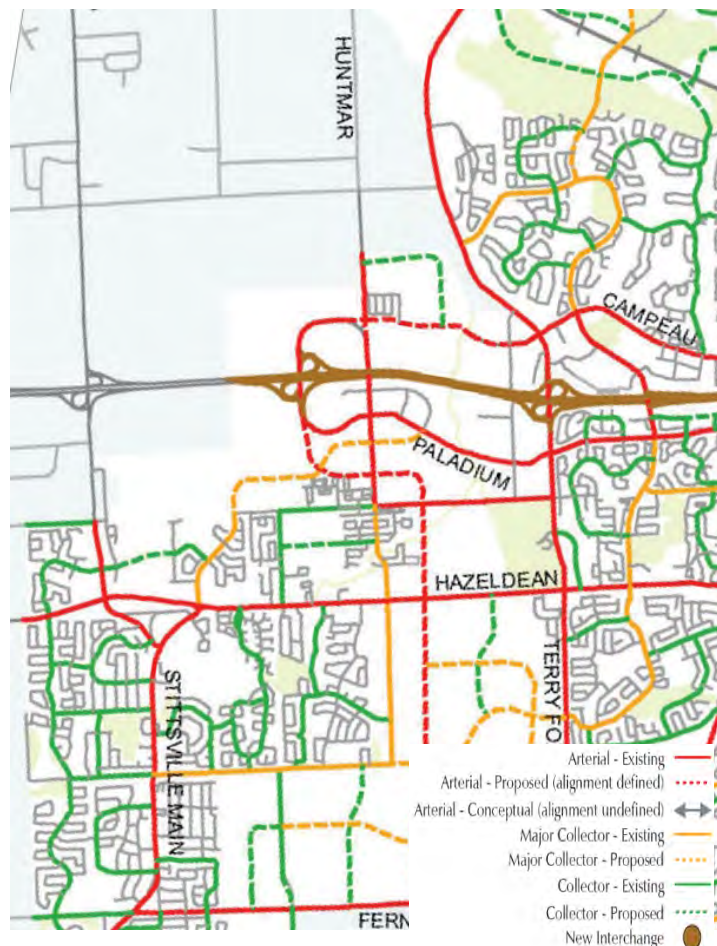 HUNTMAR
CAMPEAU
PALADIUM
HAZELDEAN
TERRY FO
STITTSVILLE MAIN
FERN
Arterial - Existing
Arterial - Proposed (alignment defined)
Arterial - Conceptual (alignment undefined)
Major Collector - Existing
Major Collector - Proposed
Collector - Existing
Collector - Proposed
New Interchange